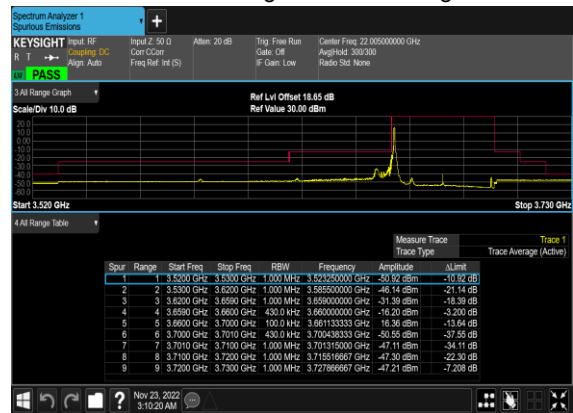 Spectrum Analyzer 1
Spurious Emissions
KEYSIGHT Input: RF Input Z: 50 Ω Atten: 20 dB Trig: Free Run Center Freq: 22.005000000 GHz
R T Coupling: DC Corr CCorr Gate: Off Avg|Hold: 300/300
Align: Auto Freq Ref: Int (S) IF Gain: Low Radio Std: None
LW PASS
3 All Range Graph
Ref Lvl Offset 18.65 dB
Scale/Div 10.0 dB Ref Value 30.00 dBm
20.0
10.0
0.00
-10.0
-20.0
-30.0
-40.0
-50.0
-60.0
Start 3.520 GHz Stop 3.730 GHz
4 All Range Table
Measure Trace Trace 1
Trace Type Trace Average (Active)
Spur Range Start Freq Stop Freq RBW Frequency Amplitude ΔLimit
1 1 3.5200 GHz 3.5300 GHz 1.000 MHz 3.523250000 GHz -50.92 dBm -10.92 dB
2 2 3.5300 GHz 3.6200 GHz 1.000 MHz 3.585500000 GHz -46.14 dBm -21.14 dB
3 3 3.6200 GHz 3.6590 GHz 1.000 MHz 3.659000000 GHz -31.39 dBm -18.39 dB
4 4 3.6590 GHz 3.6600 GHz 430.0 kHz 3.660000000 GHz -16.20 dBm -3.200 dB
5 5 3.6600 GHz 3.7000 GHz 100.0 kHz 3.661133333 GHz 16.36 dBm -13.64 dB
6 6 3.7000 GHz 3.7010 GHz 430.0 kHz 3.700438333 GHz -50.55 dBm -37.55 dB
7 7 3.7010 GHz 3.7100 GHz 1.000 MHz 3.701315000 GHz -47.11 dBm -34.11 dB
8 8 3.7100 GHz 3.7200 GHz 1.000 MHz 3.715516667 GHz -47.30 dBm -22.30 dB
9 9 3.7200 GHz 3.7300 GHz 1.000 MHz 3.727866667 GHz -47.21 dBm -7.208 dB
? Nov 23, 2022
3:10:20 AM